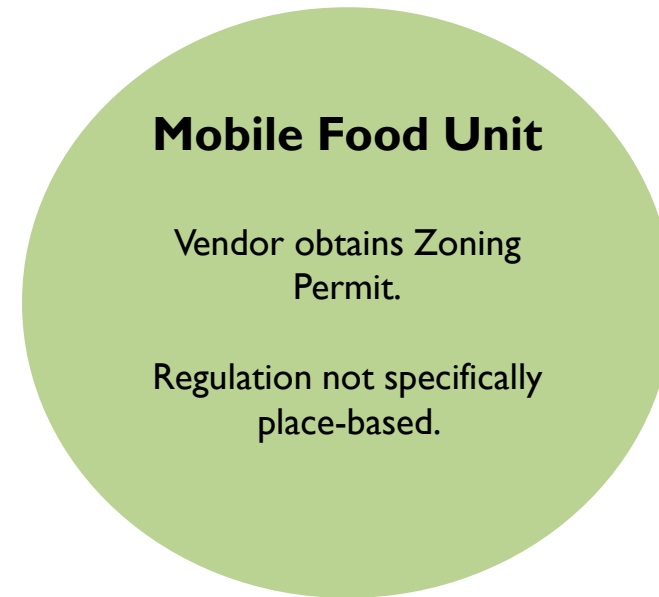 Mobile Food Unit
Vendor obtains Zoning
Permit.
Regulation not specifically
place-based.